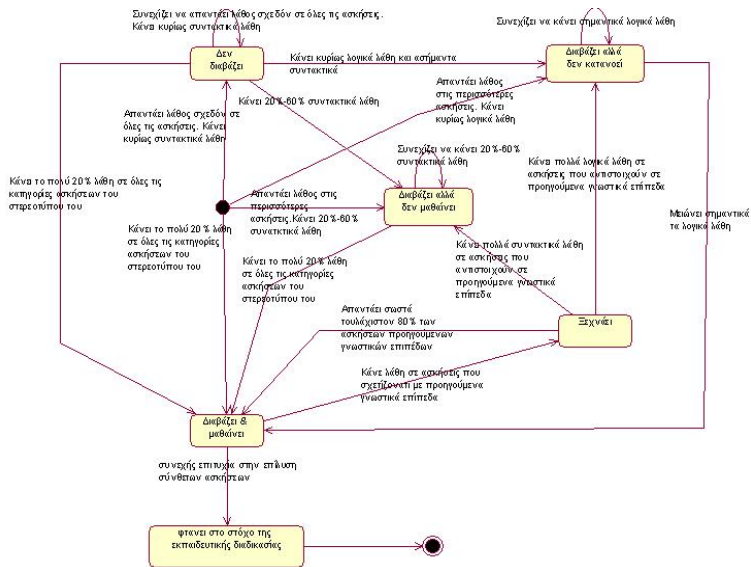 Συνεχίζει να απαντάει λάθος σχεδόν σε όλες τις ασκήσεις.
Κάνει κυρίως συντακτικά λάθη
Δεν
διαβάζει
Συνεχίζει να κάνει σημαντικά λογικά λάθη
Διαβάζει αλλά
δεν κατανοεί
Κάνει κυρίως λογικά λάθη και ασήμαντα
συντακτικά
Απαντάει λάθος
στις περισσότερες
ασκήσεις. Κάνει
κυρίως λογικά λάθη
Κάνει 20%-60% συντακτικά λάθη
Απαντάει λάθος σχεδόν σε
όλες τις ασκήσεις. Κάνει
κυρίως συντακτικά λάθη
Συνεχίζει να κάνει 20%-60%
συντακτικά λάθη
Κάνει πολλά λογικά λάθη σε
ασκήσεις που αντιστοιχούν σε
προηγούμενα γνωστικά επίπεδα
Κάνει το πολύ 20% λάθη σε όλες τις
κατηγορίες ασκήσεων του
στερεοτύπου του
Απαντάει λάθος στις
περισσότερες
ασκήσεις.Κάνει 20%-60%
συνατκτικά λάθη
Διαβάζει αλλά
δεν μαθαίνει
Μειώνει σημαντικά
τα λογικά λάθη
Κάνει το πολύ 20% λάθη
σε όλες τις κατηγορίες
ασκήσεων του
στερεοτύπου του
Κάνει το πολύ 20% λάθη
σε όλες τις κατηγορίες
ασκήσεων του
στερεοτύπου του
Κάνει πολλά συντακτικά λάθη
σε ασκήσεις που
αντιστοιχούν σε
προηγούμενα γνωστικά
επίπεδα
Απαντάει σωστά
τουλάχιστον 80% των
ασκήσεων προηγούμενων
γνωστικών επιπέδων
Ξεχνάει
Κάνε λάθη σε ασκήσεις που
σχετίζονατι με προηγούμενα
γνωστικά επίπεδα
Διαβάζει &
μαθαίνει
συνεχής επιτυχία στην επίλυση
σύνθετων ασκήσεων
φτανει στο στόχο της
εκπαιδευτικής διαδικασίας